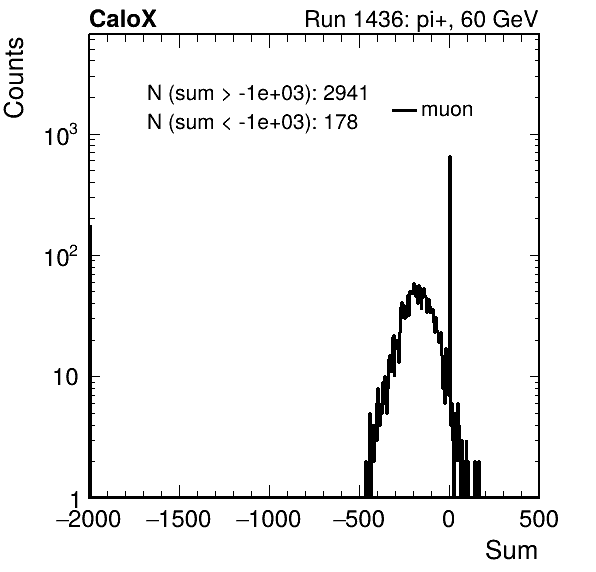 CaloX Run 1436: pi+, 60 GeV
Counts
N (sum > -1e+03): 2941
N (sum < -1e+03): 178
muon
10³
10²
10
1
−2000 −1500 −1000 −500 0 500
Sum